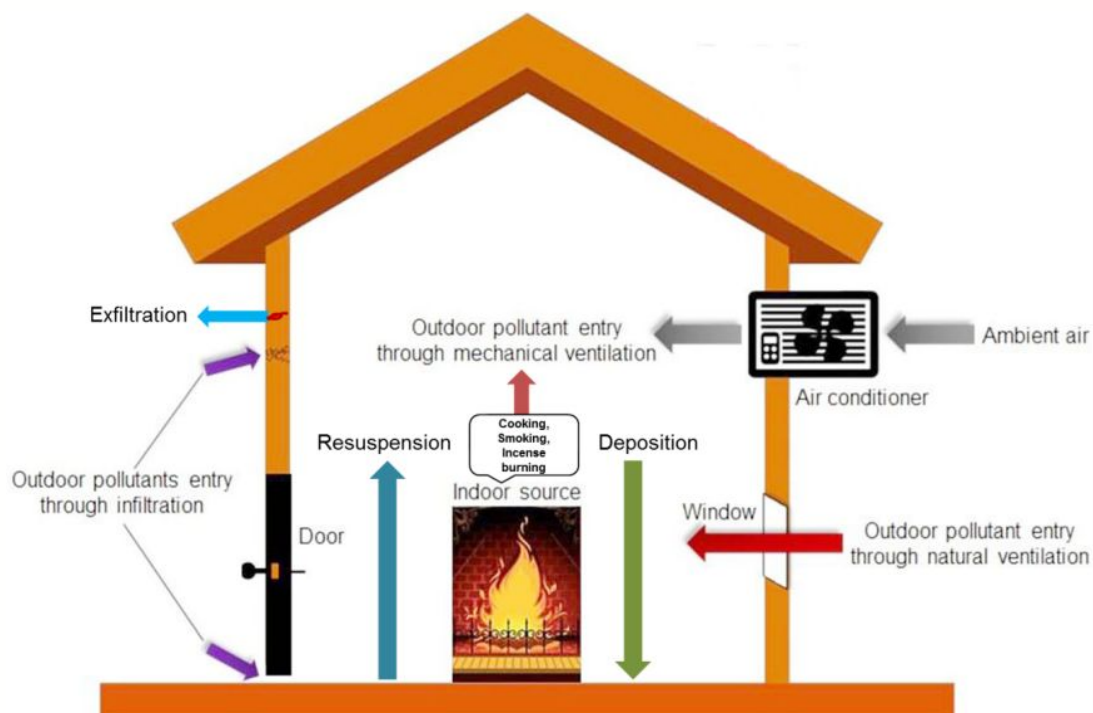 Exfiltration
Outdoor pollutant entry
through mechanical ventilation
Ambient air
Air conditioner
Resuspension
Cooking,
Smoking,
Incense
burning
Deposition
Outdoor pollutants entry
through infiltration
Indoor source
Door
Window
Outdoor pollutant entry
through natural ventilation